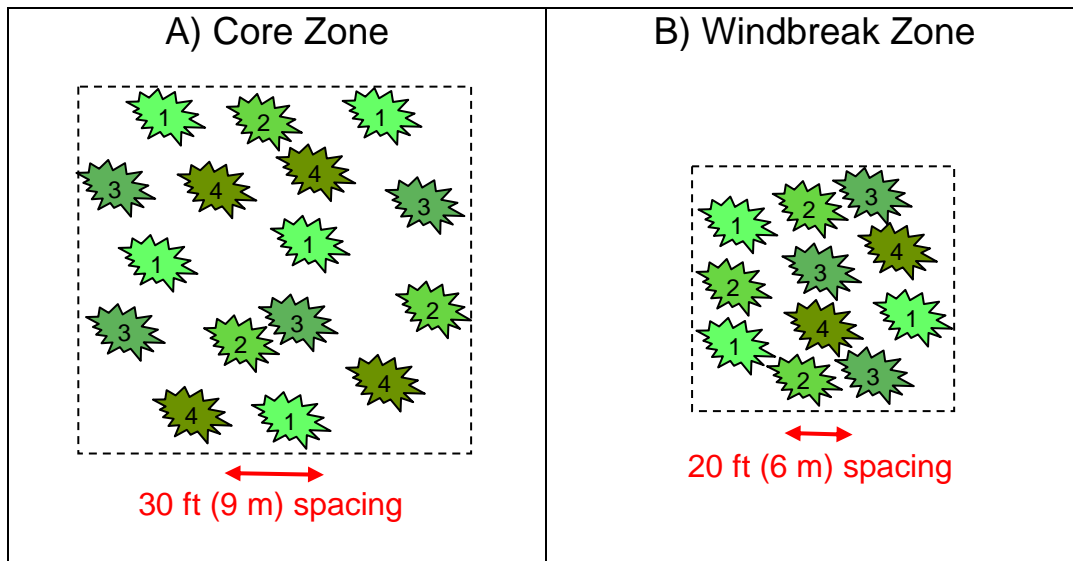 A) Core Zone
1 2 1
3 4 4 3
1 1
3 2 3 2
4 1 4
30 ft (9 m) spacing
B) Windbreak Zone
1 2 3
4
2 3
1 4 1
2 3
20 ft (6 m) spacing